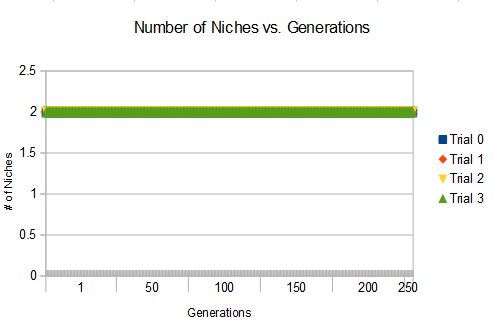 Number of Niches vs. Generations
2.5
2
1.5
1
0.5
0
# of Niches
1 50 100 150 200 250
Generations
Trial 0
Trial 1
Trial 2
Trial 3